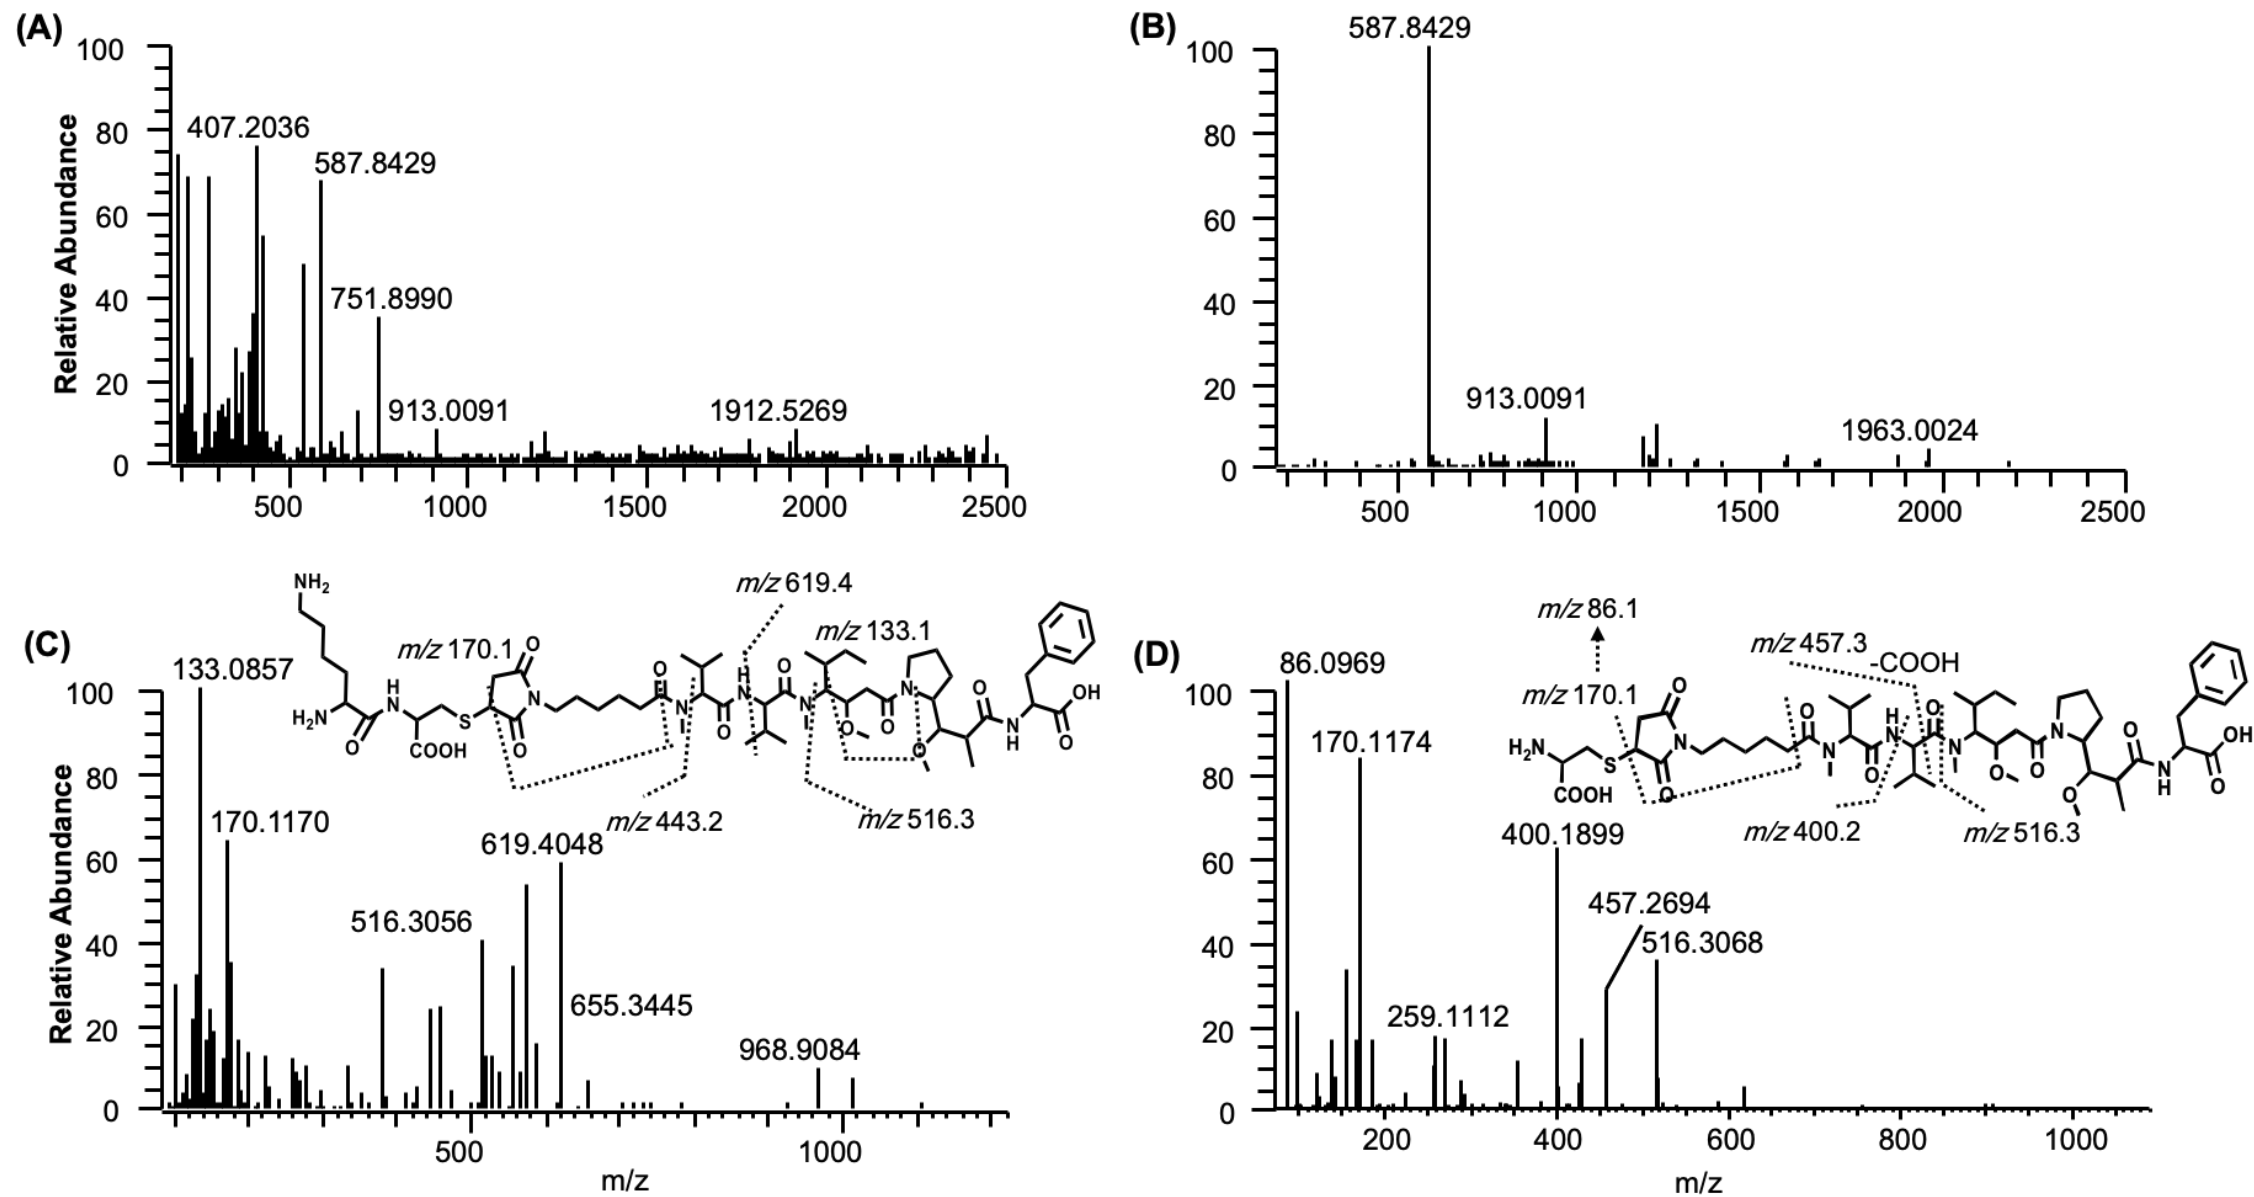 (A)
100
80
60
40
20
0
Relative Abundance
407.2036
587.8429
751.8990
913.0091
1912.5269
500
1000
1500
2000
2500
(B)
100
80
60
40
20
0
587.8429
913.0091
1963.0024
500
1000
1500
2000
2500
(C)
100
80
60
40
20
0
Relative Abundance
133.0857
170.1170
516.3056
619.4048
655.3445
968.9084
500
1000
m/z
NH2
H2N
O
H
N
COOH
S
O
O
N
O
N
O
H
N
O
N
O
O
N
O
O
N
H
OH
O
m/z 170.1
m/z 443.2
m/z 619.4
m/z 133.1
m/z 516.3
(D)
100
80
60
40
20
0
86.0969
170.1174
259.1112
400.1899
457.2694
516.3068
200
400
600
800
1000
m/z
m/z 86.1
m/z 170.1
m/z 457.3
-COOH
m/z 400.2
m/z 516.3
H2N
COOH
S
O
O
N
O
N
O
H
N
O
N
O
O
N
O
O
N
H
OH
O